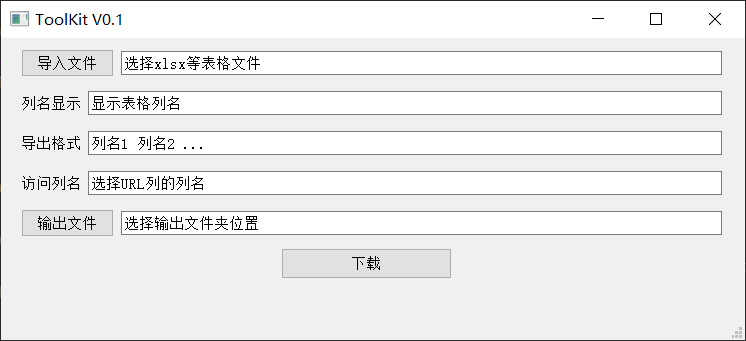 ToolKit V0.1
导入文件 选择xlsx等表格文件
列名显示 显示表格列名
导出格式 列名1 列名2 ...
访问列名 选择URL列的列名
输出文件 选择输出文件夹位置
下载